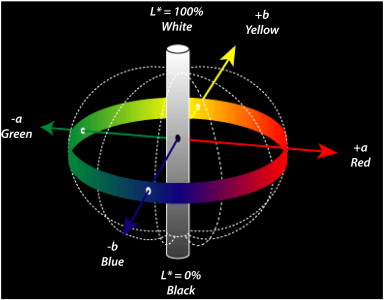 L* = 100%
White
+b
Yellow
-a
Green
+a
Red
-b
Blue
L* = 0%
Black